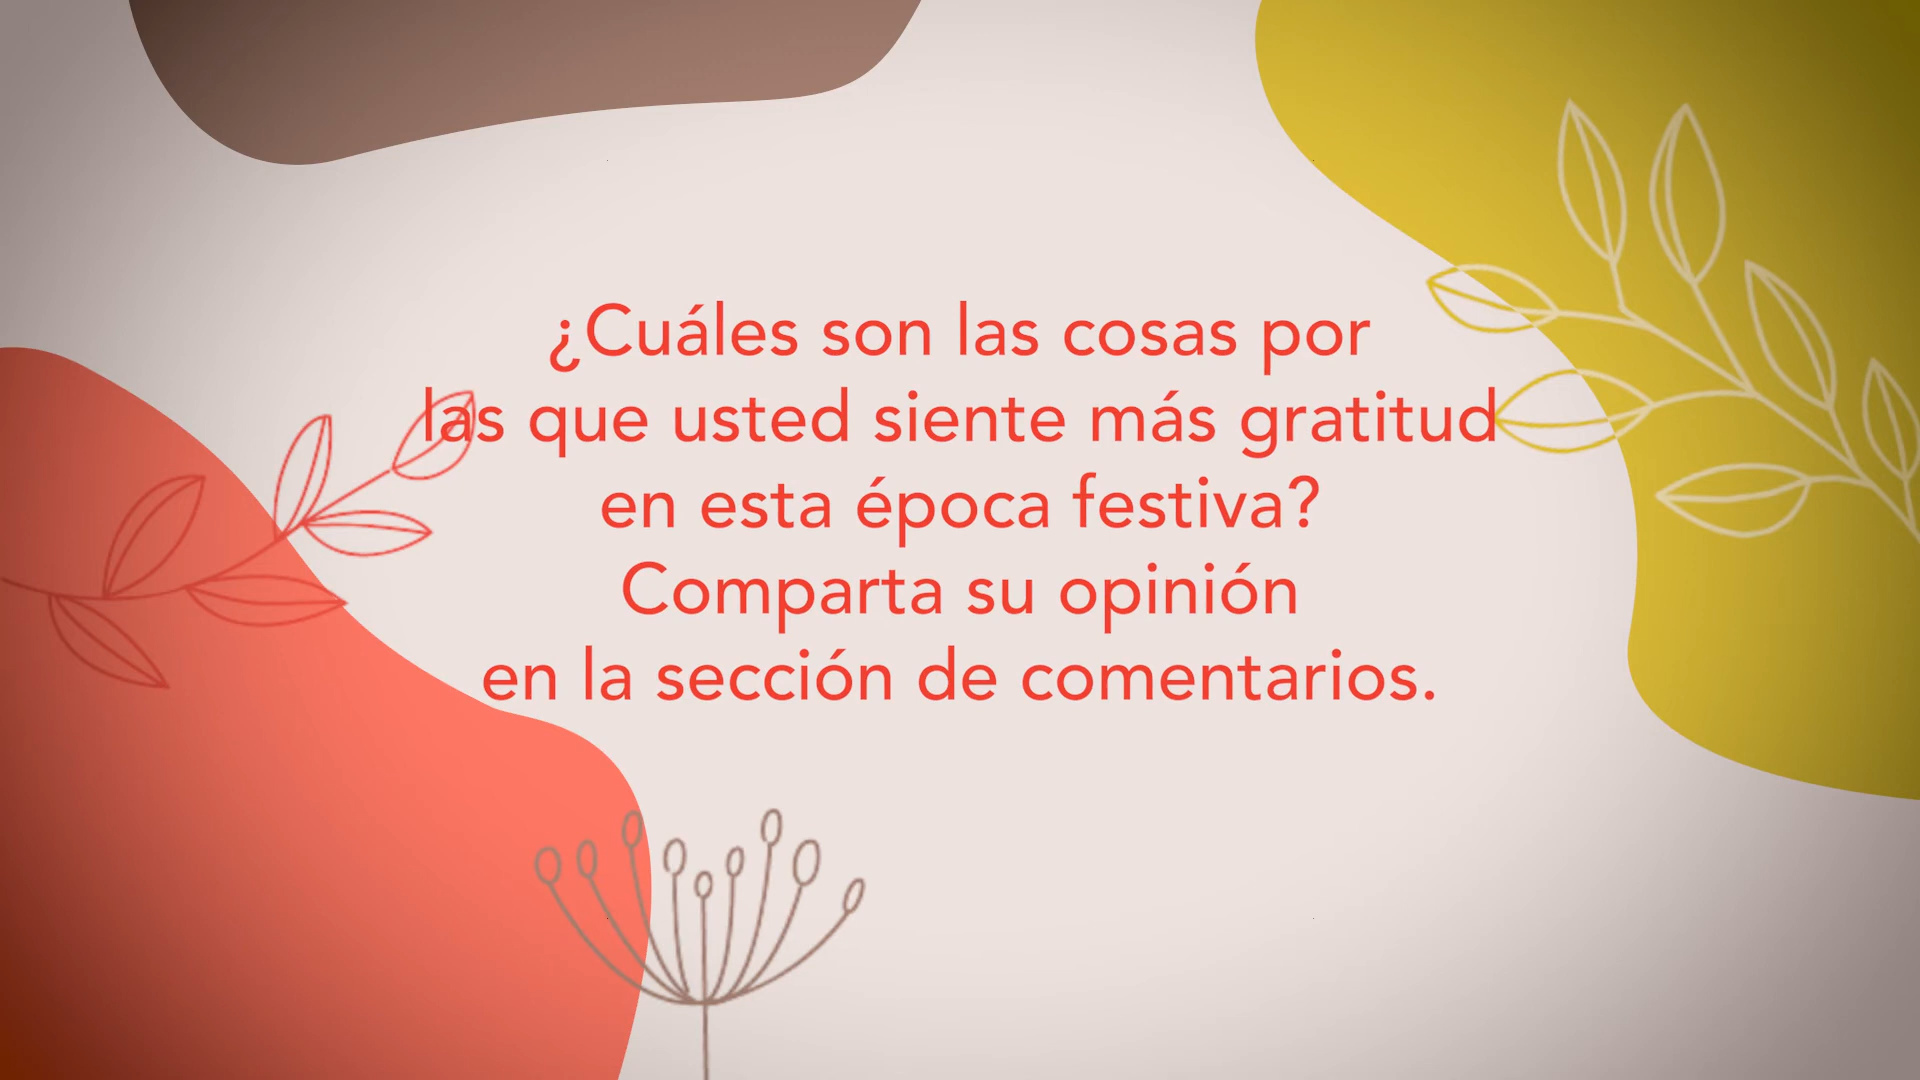 ¿Cuáles son las cosas por
las que usted siente más gratitud
en esta época festiva?
Comparta su opinión
en la sección de comentarios.